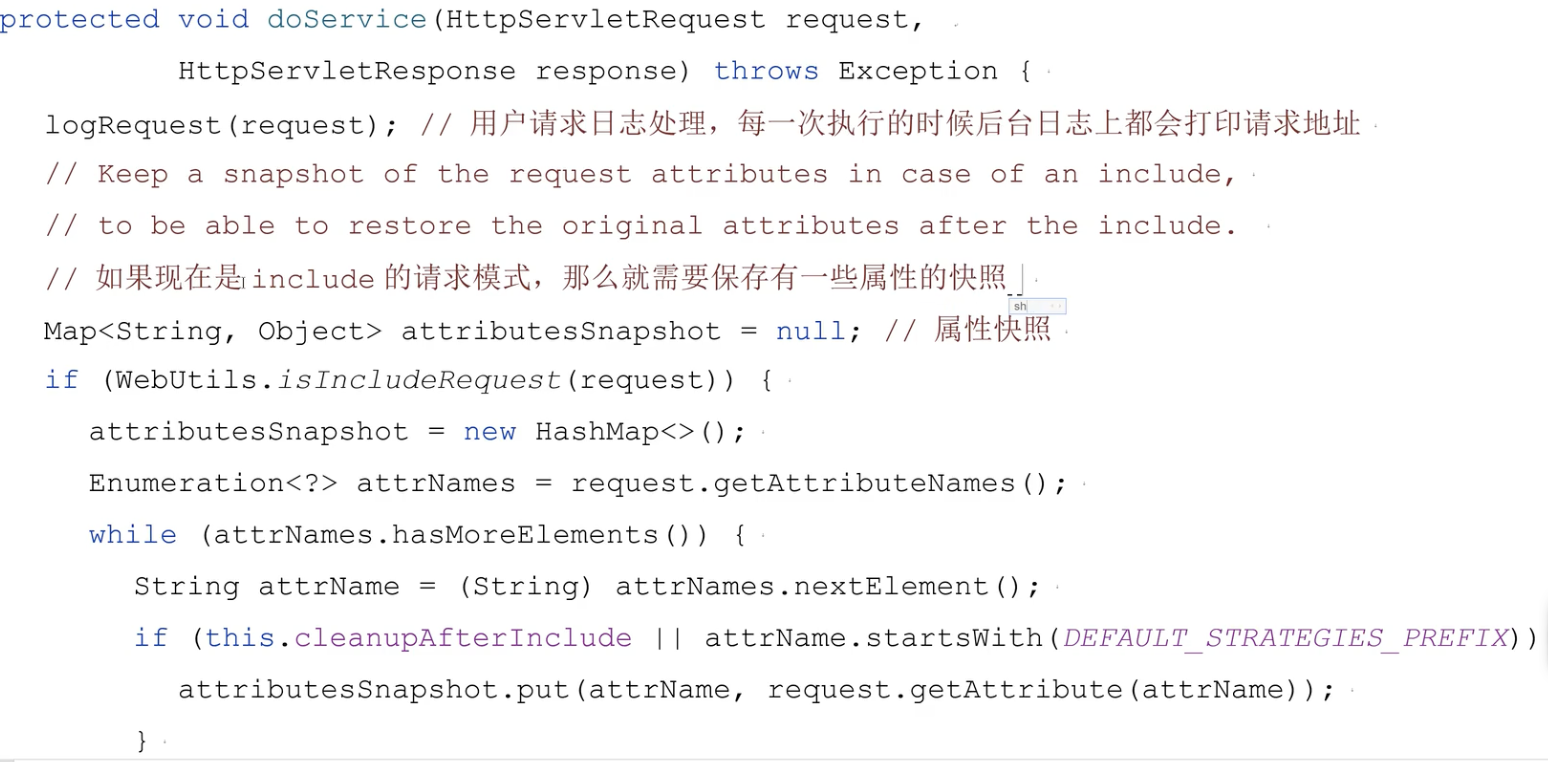 protected void doService(HttpServletRequest request,
HttpServletResponse response) throws Exception {
logRequest(request); // 用户请求日志处理，每一次执行的时候后台日志上都会打印请求地址
// Keep a snapshot of the request attributes in case of an include,
// to be able to restore the original attributes after the include.
// 如果现在是include 的请求模式，那么就需要保存有一些属性的快照
sh
Map<String, Object> attributesSnapshot = null; // 属性快照
if (WebUtils.isIncludeRequest(request)) {
attributesSnapshot = new HashMap<>();
Enumeration<?> attrNames = request.getAttributeNames();
while (attrNames.hasMoreElements()) {
String attrName = (String) attrNames.nextElement();
if (this.cleanupAfterInclude || attrName.startsWith(DEFAULT_STRATEGIES_PREFIX))
attributesSnapshot.put(attrName, request.getAttribute(attrName));
}